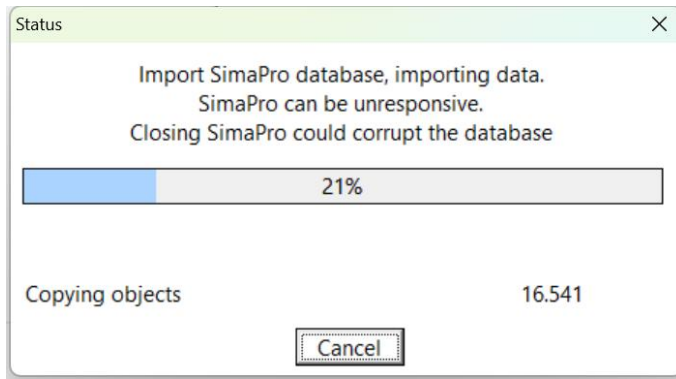 Status
Import SimaPro database, importing data.
SimaPro can be unresponsive.
Closing SimaPro could corrupt the database
21%
Copying objects 16.541
Cancel